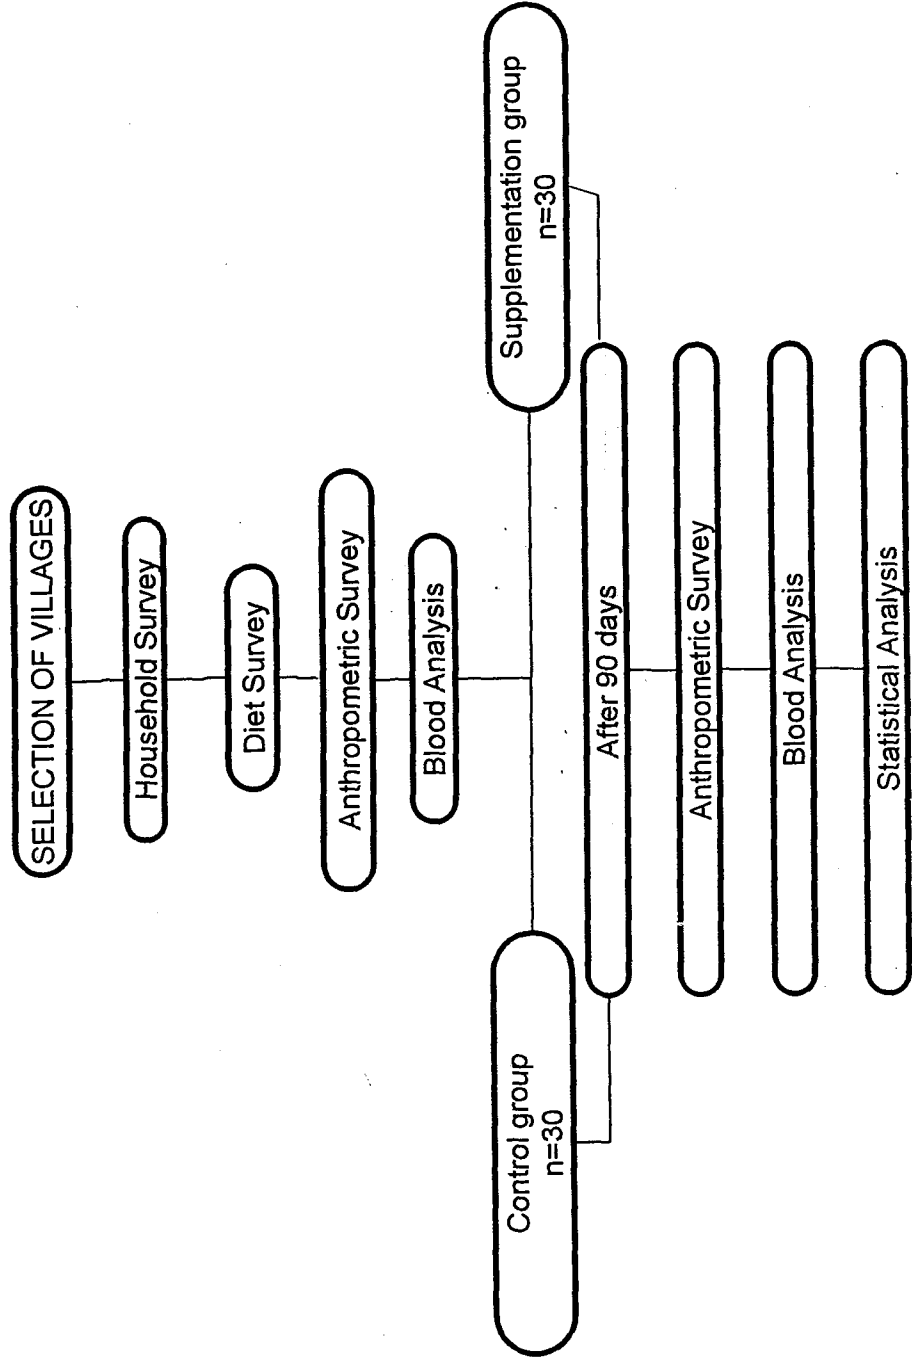 SELECTION OF VILLAGES
Household Survey
Diet Survey
Anthropometric Survey
Blood Analysis
Control group
n=30
Supplementation group
n=30
After 90 days
Anthropometric Survey
Blood Analysis
Statistical Analysis